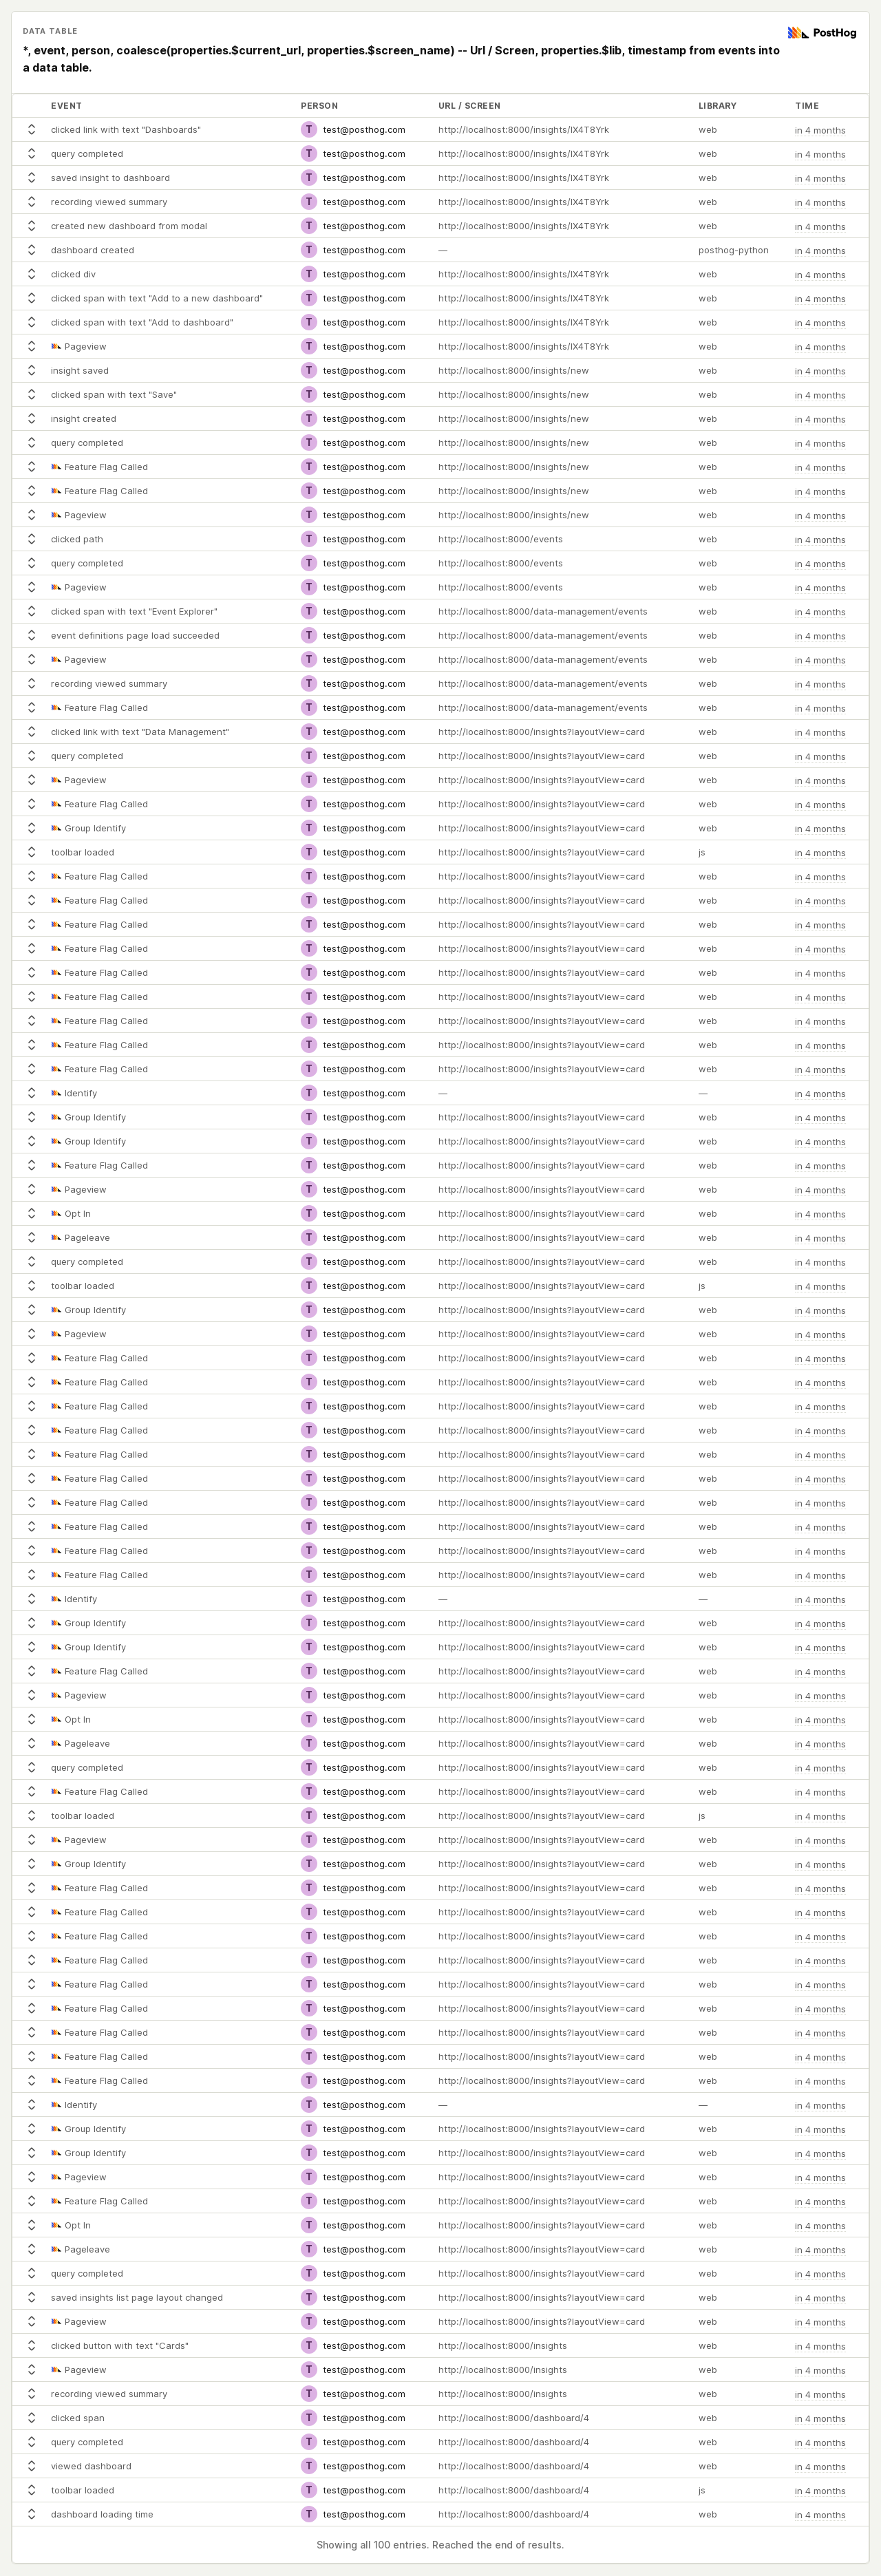 DATA TABLE
PostHog
*, event, person, coalesce(properties.$current_url, properties.$screen_name) -- Url / Screen, properties.$lib, timestamp from events into
a data table.
EVENT PERSON URL / SCREEN LIBRARY TIME
clicked link with text "Dashboards" T test@posthog.com http://localhost:8000/insights/lX4T8Yrk web in 4 months
query completed T test@posthog.com http://localhost:8000/insights/lX4T8Yrk web in 4 months
saved insight to dashboard T test@posthog.com http://localhost:8000/insights/lX4T8Yrk web in 4 months
recording viewed summary T test@posthog.com http://localhost:8000/insights/lX4T8Yrk web in 4 months
created new dashboard from modal T test@posthog.com http://localhost:8000/insights/lX4T8Yrk web in 4 months
dashboard created T test@posthog.com — posthog-python in 4 months
clicked div T test@posthog.com http://localhost:8000/insights/lX4T8Yrk web in 4 months
clicked span with text "Add to a new dashboard" T test@posthog.com http://localhost:8000/insights/lX4T8Yrk web in 4 months
clicked span with text "Add to dashboard" T test@posthog.com http://localhost:8000/insights/lX4T8Yrk web in 4 months
Pageview T test@posthog.com http://localhost:8000/insights/lX4T8Yrk web in 4 months
insight saved T test@posthog.com http://localhost:8000/insights/new web in 4 months
clicked span with text "Save" T test@posthog.com http://localhost:8000/insights/new web in 4 months
insight created T test@posthog.com http://localhost:8000/insights/new web in 4 months
query completed T test@posthog.com http://localhost:8000/insights/new web in 4 months
Feature Flag Called T test@posthog.com http://localhost:8000/insights/new web in 4 months
Feature Flag Called T test@posthog.com http://localhost:8000/insights/new web in 4 months
Pageview T test@posthog.com http://localhost:8000/insights/new web in 4 months
clicked path T test@posthog.com http://localhost:8000/events web in 4 months
query completed T test@posthog.com http://localhost:8000/events web in 4 months
Pageview T test@posthog.com http://localhost:8000/events web in 4 months
clicked span with text "Event Explorer" T test@posthog.com http://localhost:8000/data-management/events web in 4 months
event definitions page load succeeded T test@posthog.com http://localhost:8000/data-management/events web in 4 months
Pageview T test@posthog.com http://localhost:8000/data-management/events web in 4 months
recording viewed summary T test@posthog.com http://localhost:8000/data-management/events web in 4 months
Feature Flag Called T test@posthog.com http://localhost:8000/data-management/events web in 4 months
clicked link with text "Data Management" T test@posthog.com http://localhost:8000/insights?layoutView=card web in 4 months
query completed T test@posthog.com http://localhost:8000/insights?layoutView=card web in 4 months
Pageview T test@posthog.com http://localhost:8000/insights?layoutView=card web in 4 months
Feature Flag Called T test@posthog.com http://localhost:8000/insights?layoutView=card web in 4 months
Group Identify T test@posthog.com http://localhost:8000/insights?layoutView=card web in 4 months
toolbar loaded T test@posthog.com http://localhost:8000/insights?layoutView=card js in 4 months
Feature Flag Called T test@posthog.com http://localhost:8000/insights?layoutView=card web in 4 months
Feature Flag Called T test@posthog.com http://localhost:8000/insights?layoutView=card web in 4 months
Feature Flag Called T test@posthog.com http://localhost:8000/insights?layoutView=card web in 4 months
Feature Flag Called T test@posthog.com http://localhost:8000/insights?layoutView=card web in 4 months
Feature Flag Called T test@posthog.com http://localhost:8000/insights?layoutView=card web in 4 months
Feature Flag Called T test@posthog.com http://localhost:8000/insights?layoutView=card web in 4 months
Feature Flag Called T test@posthog.com http://localhost:8000/insights?layoutView=card web in 4 months
Feature Flag Called T test@posthog.com http://localhost:8000/insights?layoutView=card web in 4 months
Feature Flag Called T test@posthog.com http://localhost:8000/insights?layoutView=card web in 4 months
Identify T test@posthog.com — — in 4 months
Group Identify T test@posthog.com http://localhost:8000/insights?layoutView=card web in 4 months
Group Identify T test@posthog.com http://localhost:8000/insights?layoutView=card web in 4 months
Feature Flag Called T test@posthog.com http://localhost:8000/insights?layoutView=card web in 4 months
Pageview T test@posthog.com http://localhost:8000/insights?layoutView=card web in 4 months
Opt In T test@posthog.com http://localhost:8000/insights?layoutView=card web in 4 months
Pageleave T test@posthog.com http://localhost:8000/insights?layoutView=card web in 4 months
query completed T test@posthog.com http://localhost:8000/insights?layoutView=card web in 4 months
toolbar loaded T test@posthog.com http://localhost:8000/insights?layoutView=card js in 4 months
Group Identify T test@posthog.com http://localhost:8000/insights?layoutView=card web in 4 months
Pageview T test@posthog.com http://localhost:8000/insights?layoutView=card web in 4 months
Feature Flag Called T test@posthog.com http://localhost:8000/insights?layoutView=card web in 4 months
Feature Flag Called T test@posthog.com http://localhost:8000/insights?layoutView=card web in 4 months
Feature Flag Called T test@posthog.com http://localhost:8000/insights?layoutView=card web in 4 months
Feature Flag Called T test@posthog.com http://localhost:8000/insights?layoutView=card web in 4 months
Feature Flag Called T test@posthog.com http://localhost:8000/insights?layoutView=card web in 4 months
Feature Flag Called T test@posthog.com http://localhost:8000/insights?layoutView=card web in 4 months
Feature Flag Called T test@posthog.com http://localhost:8000/insights?layoutView=card web in 4 months
Feature Flag Called T test@posthog.com http://localhost:8000/insights?layoutView=card web in 4 months
Feature Flag Called T test@posthog.com http://localhost:8000/insights?layoutView=card web in 4 months
Feature Flag Called T test@posthog.com http://localhost:8000/insights?layoutView=card web in 4 months
Identify T test@posthog.com — — in 4 months
Group Identify T test@posthog.com http://localhost:8000/insights?layoutView=card web in 4 months
Group Identify T test@posthog.com http://localhost:8000/insights?layoutView=card web in 4 months
Feature Flag Called T test@posthog.com http://localhost:8000/insights?layoutView=card web in 4 months
Pageview T test@posthog.com http://localhost:8000/insights?layoutView=card web in 4 months
Opt In T test@posthog.com http://localhost:8000/insights?layoutView=card web in 4 months
Pageleave T test@posthog.com http://localhost:8000/insights?layoutView=card web in 4 months
query completed T test@posthog.com http://localhost:8000/insights?layoutView=card web in 4 months
Feature Flag Called T test@posthog.com http://localhost:8000/insights?layoutView=card web in 4 months
toolbar loaded T test@posthog.com http://localhost:8000/insights?layoutView=card js in 4 months
Pageview T test@posthog.com http://localhost:8000/insights?layoutView=card web in 4 months
Group Identify T test@posthog.com http://localhost:8000/insights?layoutView=card web in 4 months
Feature Flag Called T test@posthog.com http://localhost:8000/insights?layoutView=card web in 4 months
Feature Flag Called T test@posthog.com http://localhost:8000/insights?layoutView=card web in 4 months
Feature Flag Called T test@posthog.com http://localhost:8000/insights?layoutView=card web in 4 months
Feature Flag Called T test@posthog.com http://localhost:8000/insights?layoutView=card web in 4 months
Feature Flag Called T test@posthog.com http://localhost:8000/insights?layoutView=card web in 4 months
Feature Flag Called T test@posthog.com http://localhost:8000/insights?layoutView=card web in 4 months
Feature Flag Called T test@posthog.com http://localhost:8000/insights?layoutView=card web in 4 months
Feature Flag Called T test@posthog.com http://localhost:8000/insights?layoutView=card web in 4 months
Feature Flag Called T test@posthog.com http://localhost:8000/insights?layoutView=card web in 4 months
Identify T test@posthog.com — — in 4 months
Group Identify T test@posthog.com http://localhost:8000/insights?layoutView=card web in 4 months
Group Identify T test@posthog.com http://localhost:8000/insights?layoutView=card web in 4 months
Pageview T test@posthog.com http://localhost:8000/insights?layoutView=card web in 4 months
Feature Flag Called T test@posthog.com http://localhost:8000/insights?layoutView=card web in 4 months
Opt In T test@posthog.com http://localhost:8000/insights?layoutView=card web in 4 months
Pageleave T test@posthog.com http://localhost:8000/insights?layoutView=card web in 4 months
query completed T test@posthog.com http://localhost:8000/insights?layoutView=card web in 4 months
saved insights list page layout changed T test@posthog.com http://localhost:8000/insights?layoutView=card web in 4 months
Pageview T test@posthog.com http://localhost:8000/insights?layoutView=card web in 4 months
clicked button with text "Cards" T test@posthog.com http://localhost:8000/insights web in 4 months
Pageview T test@posthog.com http://localhost:8000/insights web in 4 months
recording viewed summary T test@posthog.com http://localhost:8000/insights web in 4 months
clicked span T test@posthog.com http://localhost:8000/dashboard/4 web in 4 months
query completed T test@posthog.com http://localhost:8000/dashboard/4 web in 4 months
viewed dashboard T test@posthog.com http://localhost:8000/dashboard/4 web in 4 months
toolbar loaded T test@posthog.com http://localhost:8000/dashboard/4 js in 4 months
dashboard loading time T test@posthog.com http://localhost:8000/dashboard/4 web in 4 months
Showing all 100 entries. Reached the end of results.